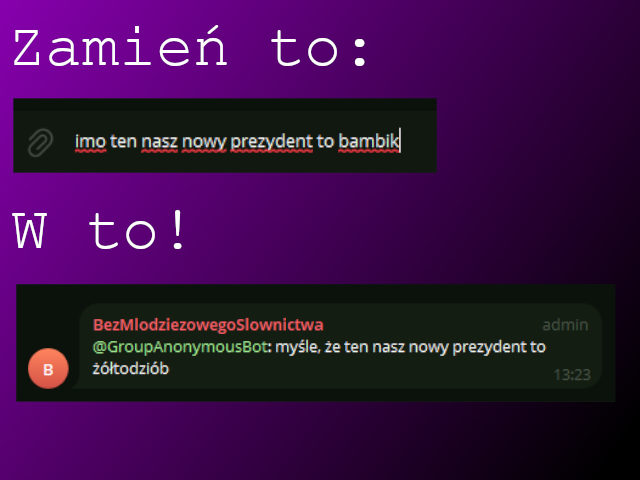 Zamień to:
imo ten nasz nowy prezydent to bambik
W to!
BezMlodziezowegoSlownictwa admin
@GroupAnonymousBot: myśle, że ten nasz nowy prezydent to
żółtodziób
B
13:23